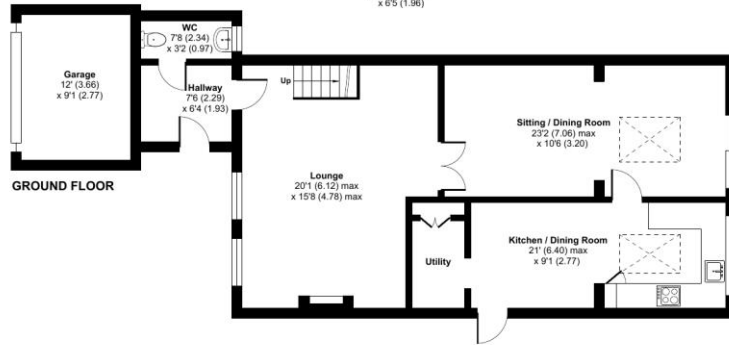 x 6'5 (1.96)
WC
7'8 (2.34)
x 3'2 (0.97)
Garage
12' (3.66)
x 9'1 (2.77)
Hallway
7'6 (2.29)
x 6'4 (1.93)
Up
Sitting / Dining Room
23'2 (7.06) max
x 10'6 (3.20)
GROUND FLOOR
Lounge
20'1 (6.12) max
x 15'8 (4.78) max
Kitchen / Dining Room
21' (6.40) max
x 9'1 (2.77)
Utility